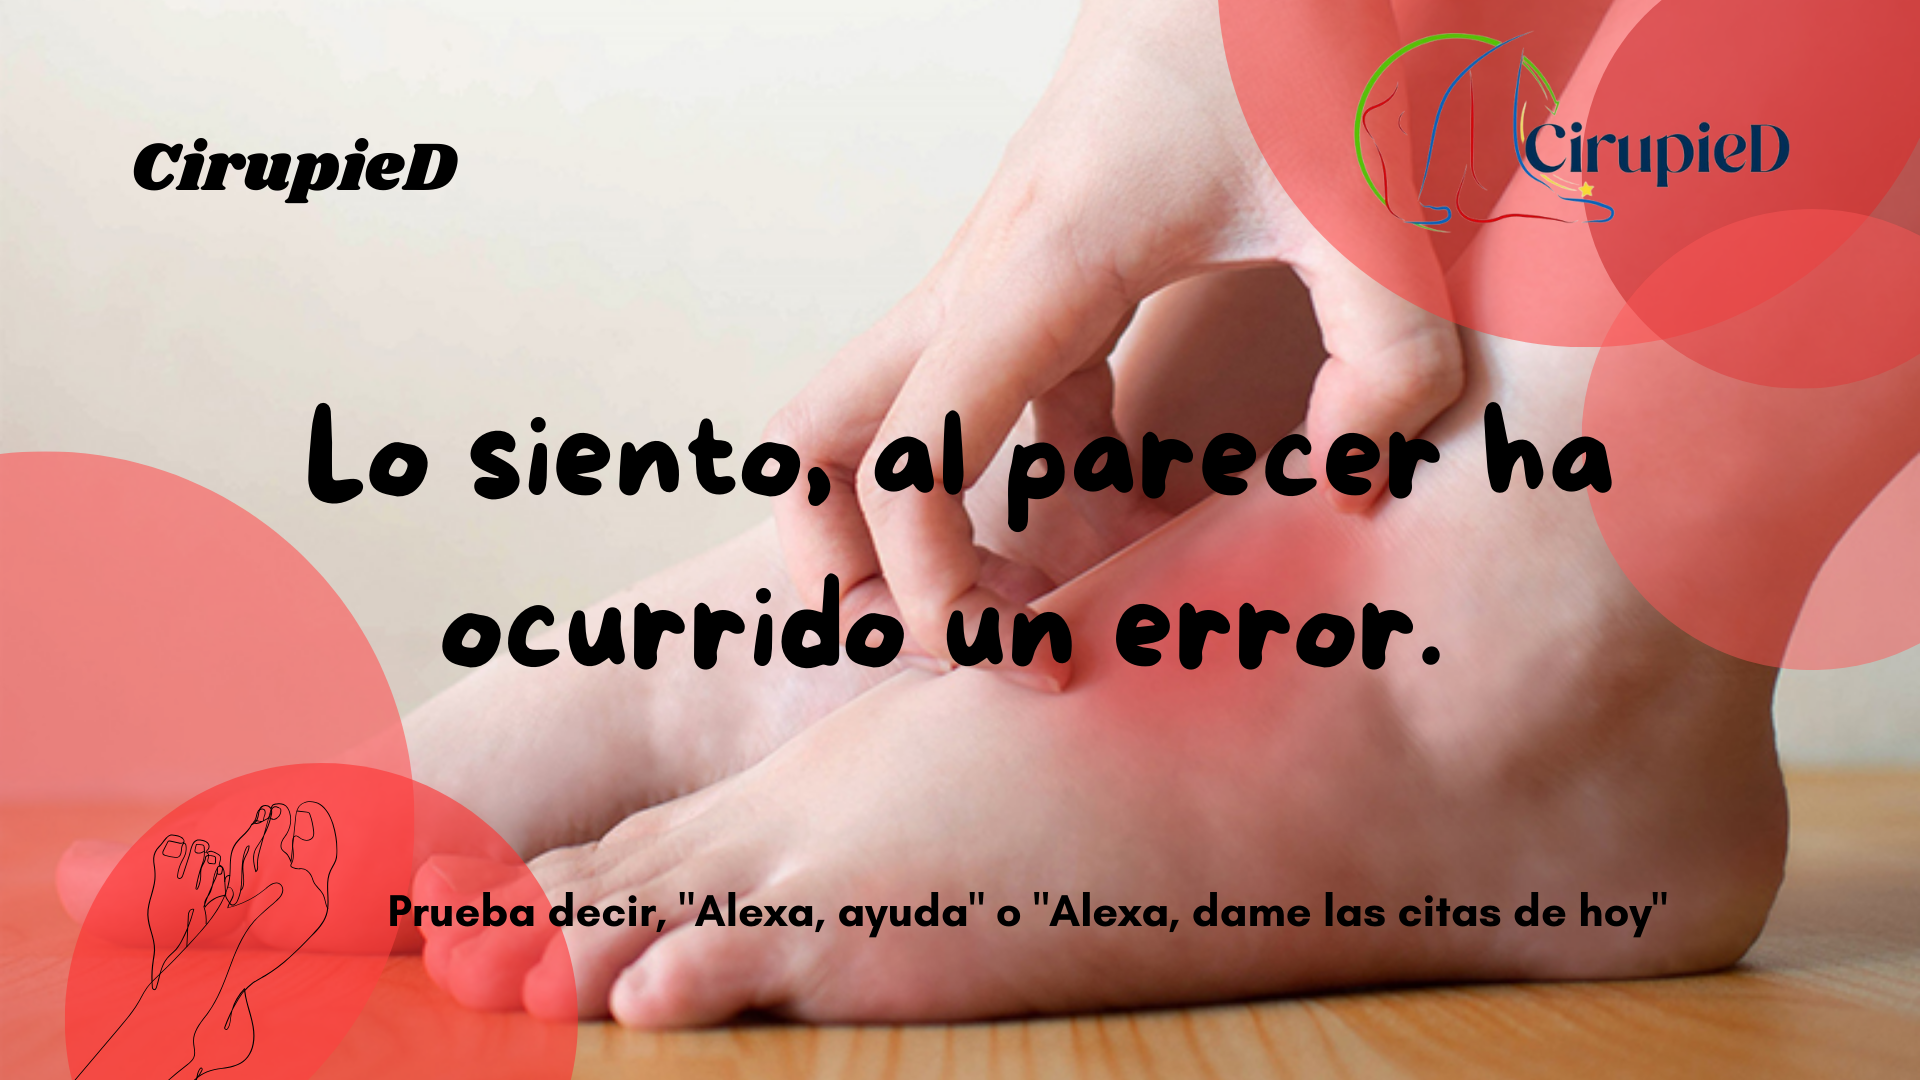 CirupieD
CirupieD
Lo siento, al parecer ha
ocurrido un error.
Prueba decir, "Alexa, ayuda" o "Alexa, dame las citas de hoy"